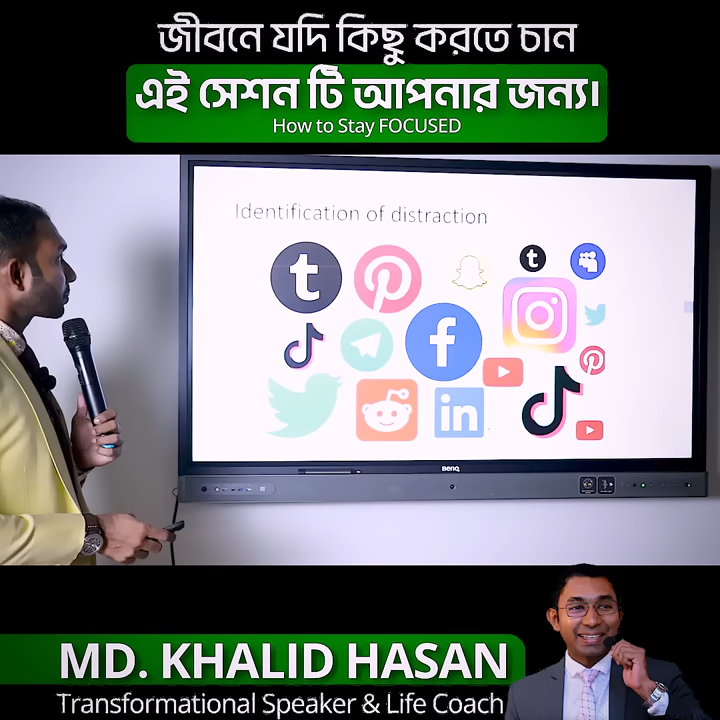 জীবনে যদি কিছু করতে চান
এই সেশন টি আপনার জন্য।
How to Stay FOCUSED
Identification of distraction
BenQ
MD. KHALID HASAN
Transformational Speaker & Life Coach